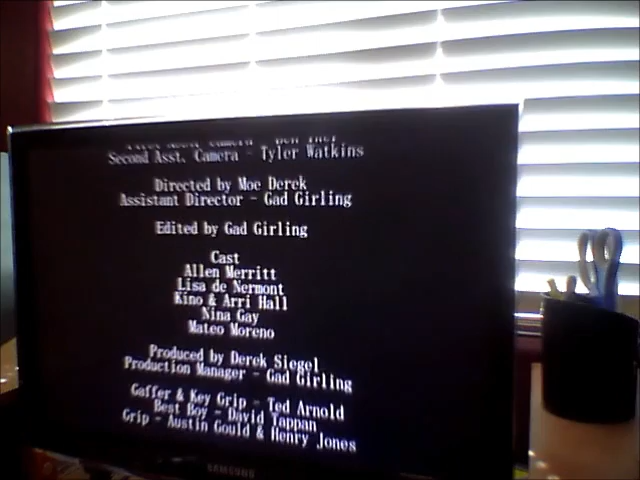 Second Asst. Camera - Tyler Watkins
Directed by Moe Derek
Assistant Director - Gad Girling
Edited by Gad Girling
Cast
Allen Merritt
Lisa de Nermont
Kino & Arri Hall
Nina Gay
Mateo Moreno
Produced by Derek Siegel
Production Manager - Gad Girling
Gaffer & Key Grip - Ted Arnold
Best Boy - David Tappan
Grip - Austin Gould & Henry Jones
SAMSUNG